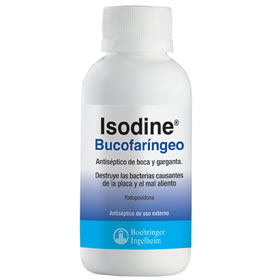 Isodine®
Bucofaríngeo
Antiséptico de boca y garganta.
Destruye las bacterias causantes
de la placa y el mal aliento
Yodopovidona
Antiséptico de uso externo
Boehringer
Ingelheim